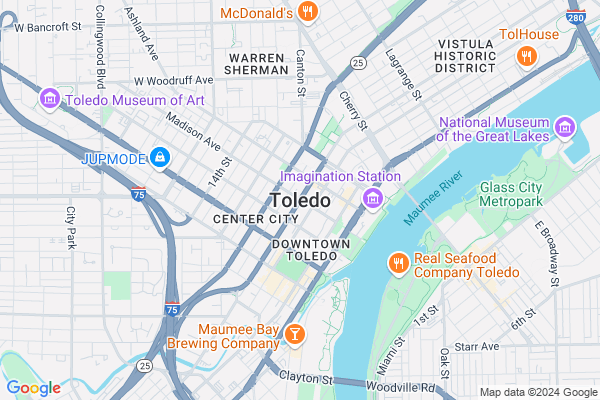 McDonald's
W Bancroft St
Collingwood Blvd
Ashland Ave
280
WARREN
SHERMAN
Canton St
25
VISTULA
HISTORIC
DISTRICT
TolHouse
Lagrange St
W Woodruff Ave
Toledo Museum of Art
Madison Ave
Cherry St
National Museum
of the Great Lakes
JUPMODE
14th St
Imagination Station
75
Toledo
Maumee River
Glass City
Metropark
City Park
CENTER CITY
E Broadway St
DOWNTOWN
TOLEDO
Real Seafood
Company Toledo
75
1st St
6th St
Maumee Bay
Brewing Company
Miami St
Oak St
Starr Ave
25
Clayton St
Woodville Rd
Google
Map data ©2024 Google